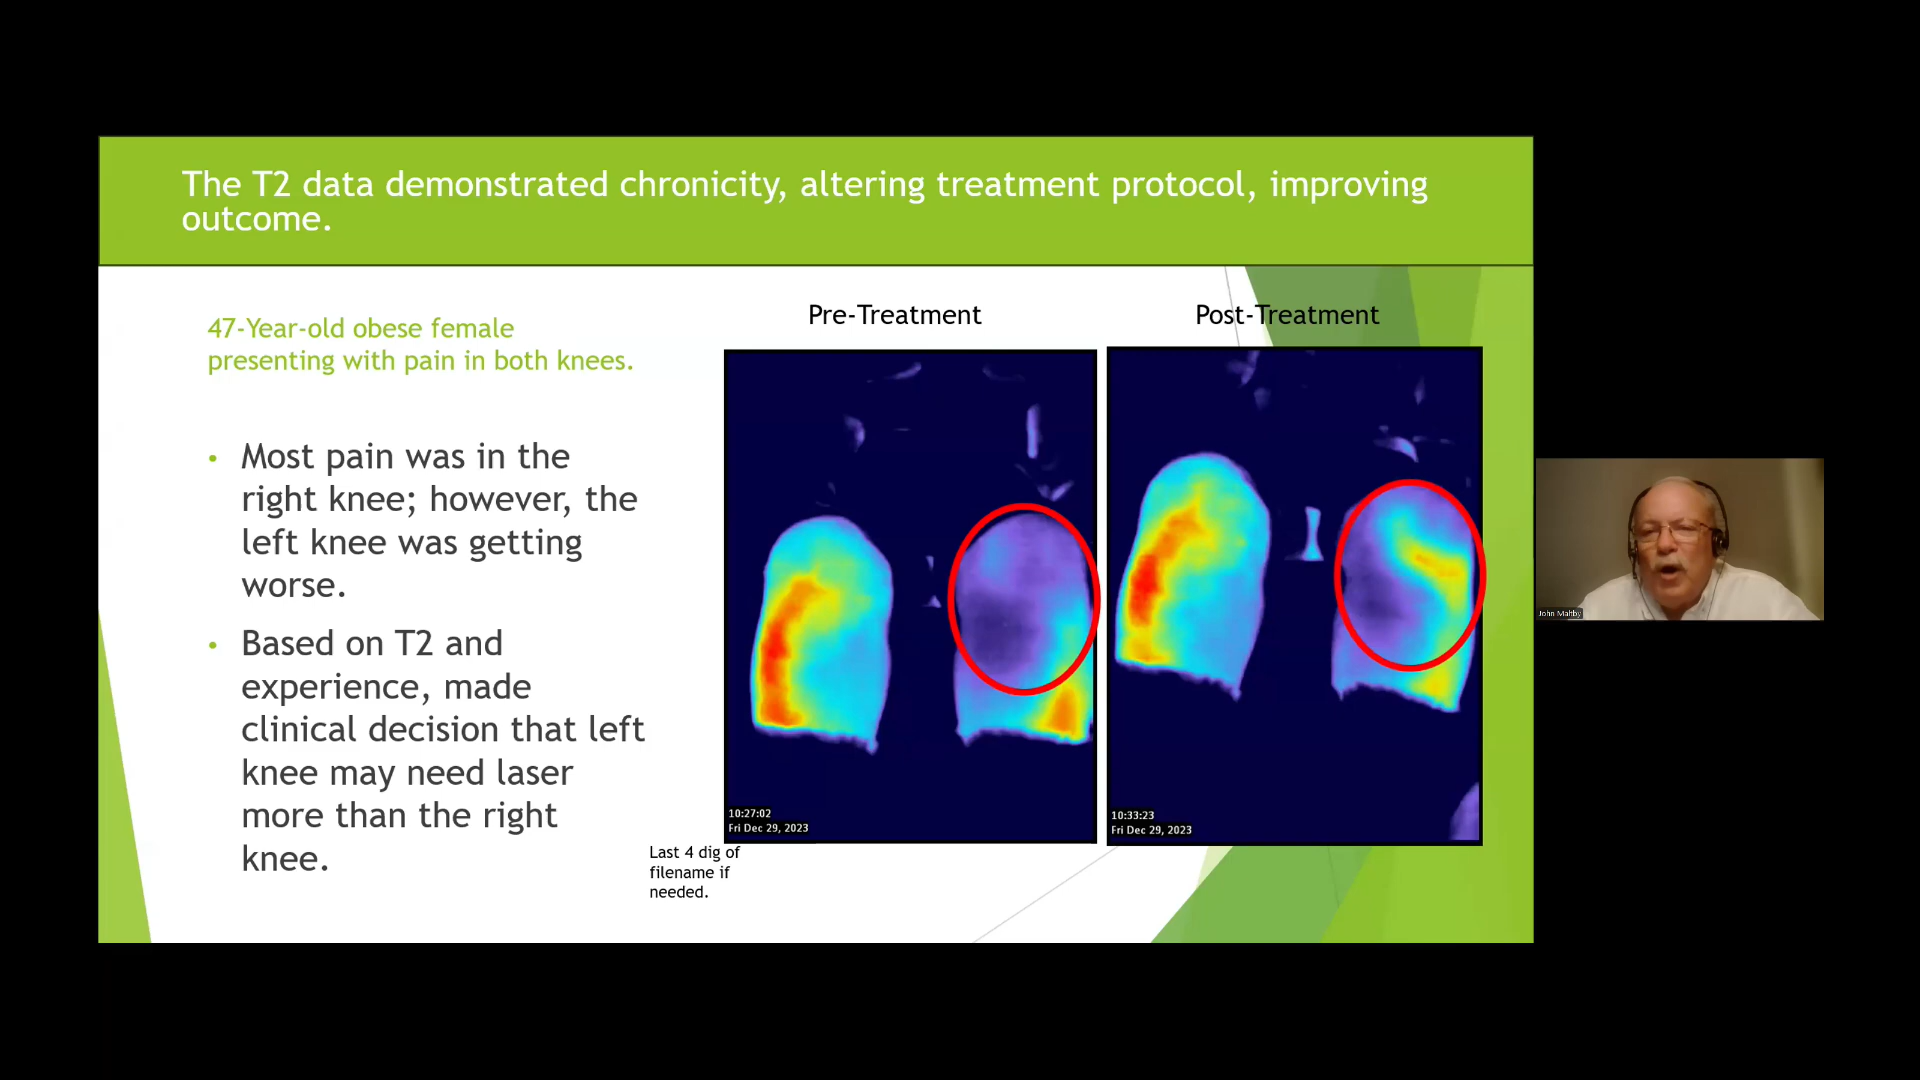 The T2 data demonstrated chronicity, altering treatment protocol, improving
outcome.
47-Year-old obese female
presenting with pain in both knees.
• Most pain was in the
right knee; however, the
left knee was getting
worse.
• Based on T2 and
experience, made
clinical decision that left
knee may need laser
more than the right
knee.
Pre-Treatment
Post-Treatment
10:27:02
Fri Dec 29, 2023
10:33:23
Fri Dec 29, 2023
Last 4 dig of
filename if
needed.
John Maltby